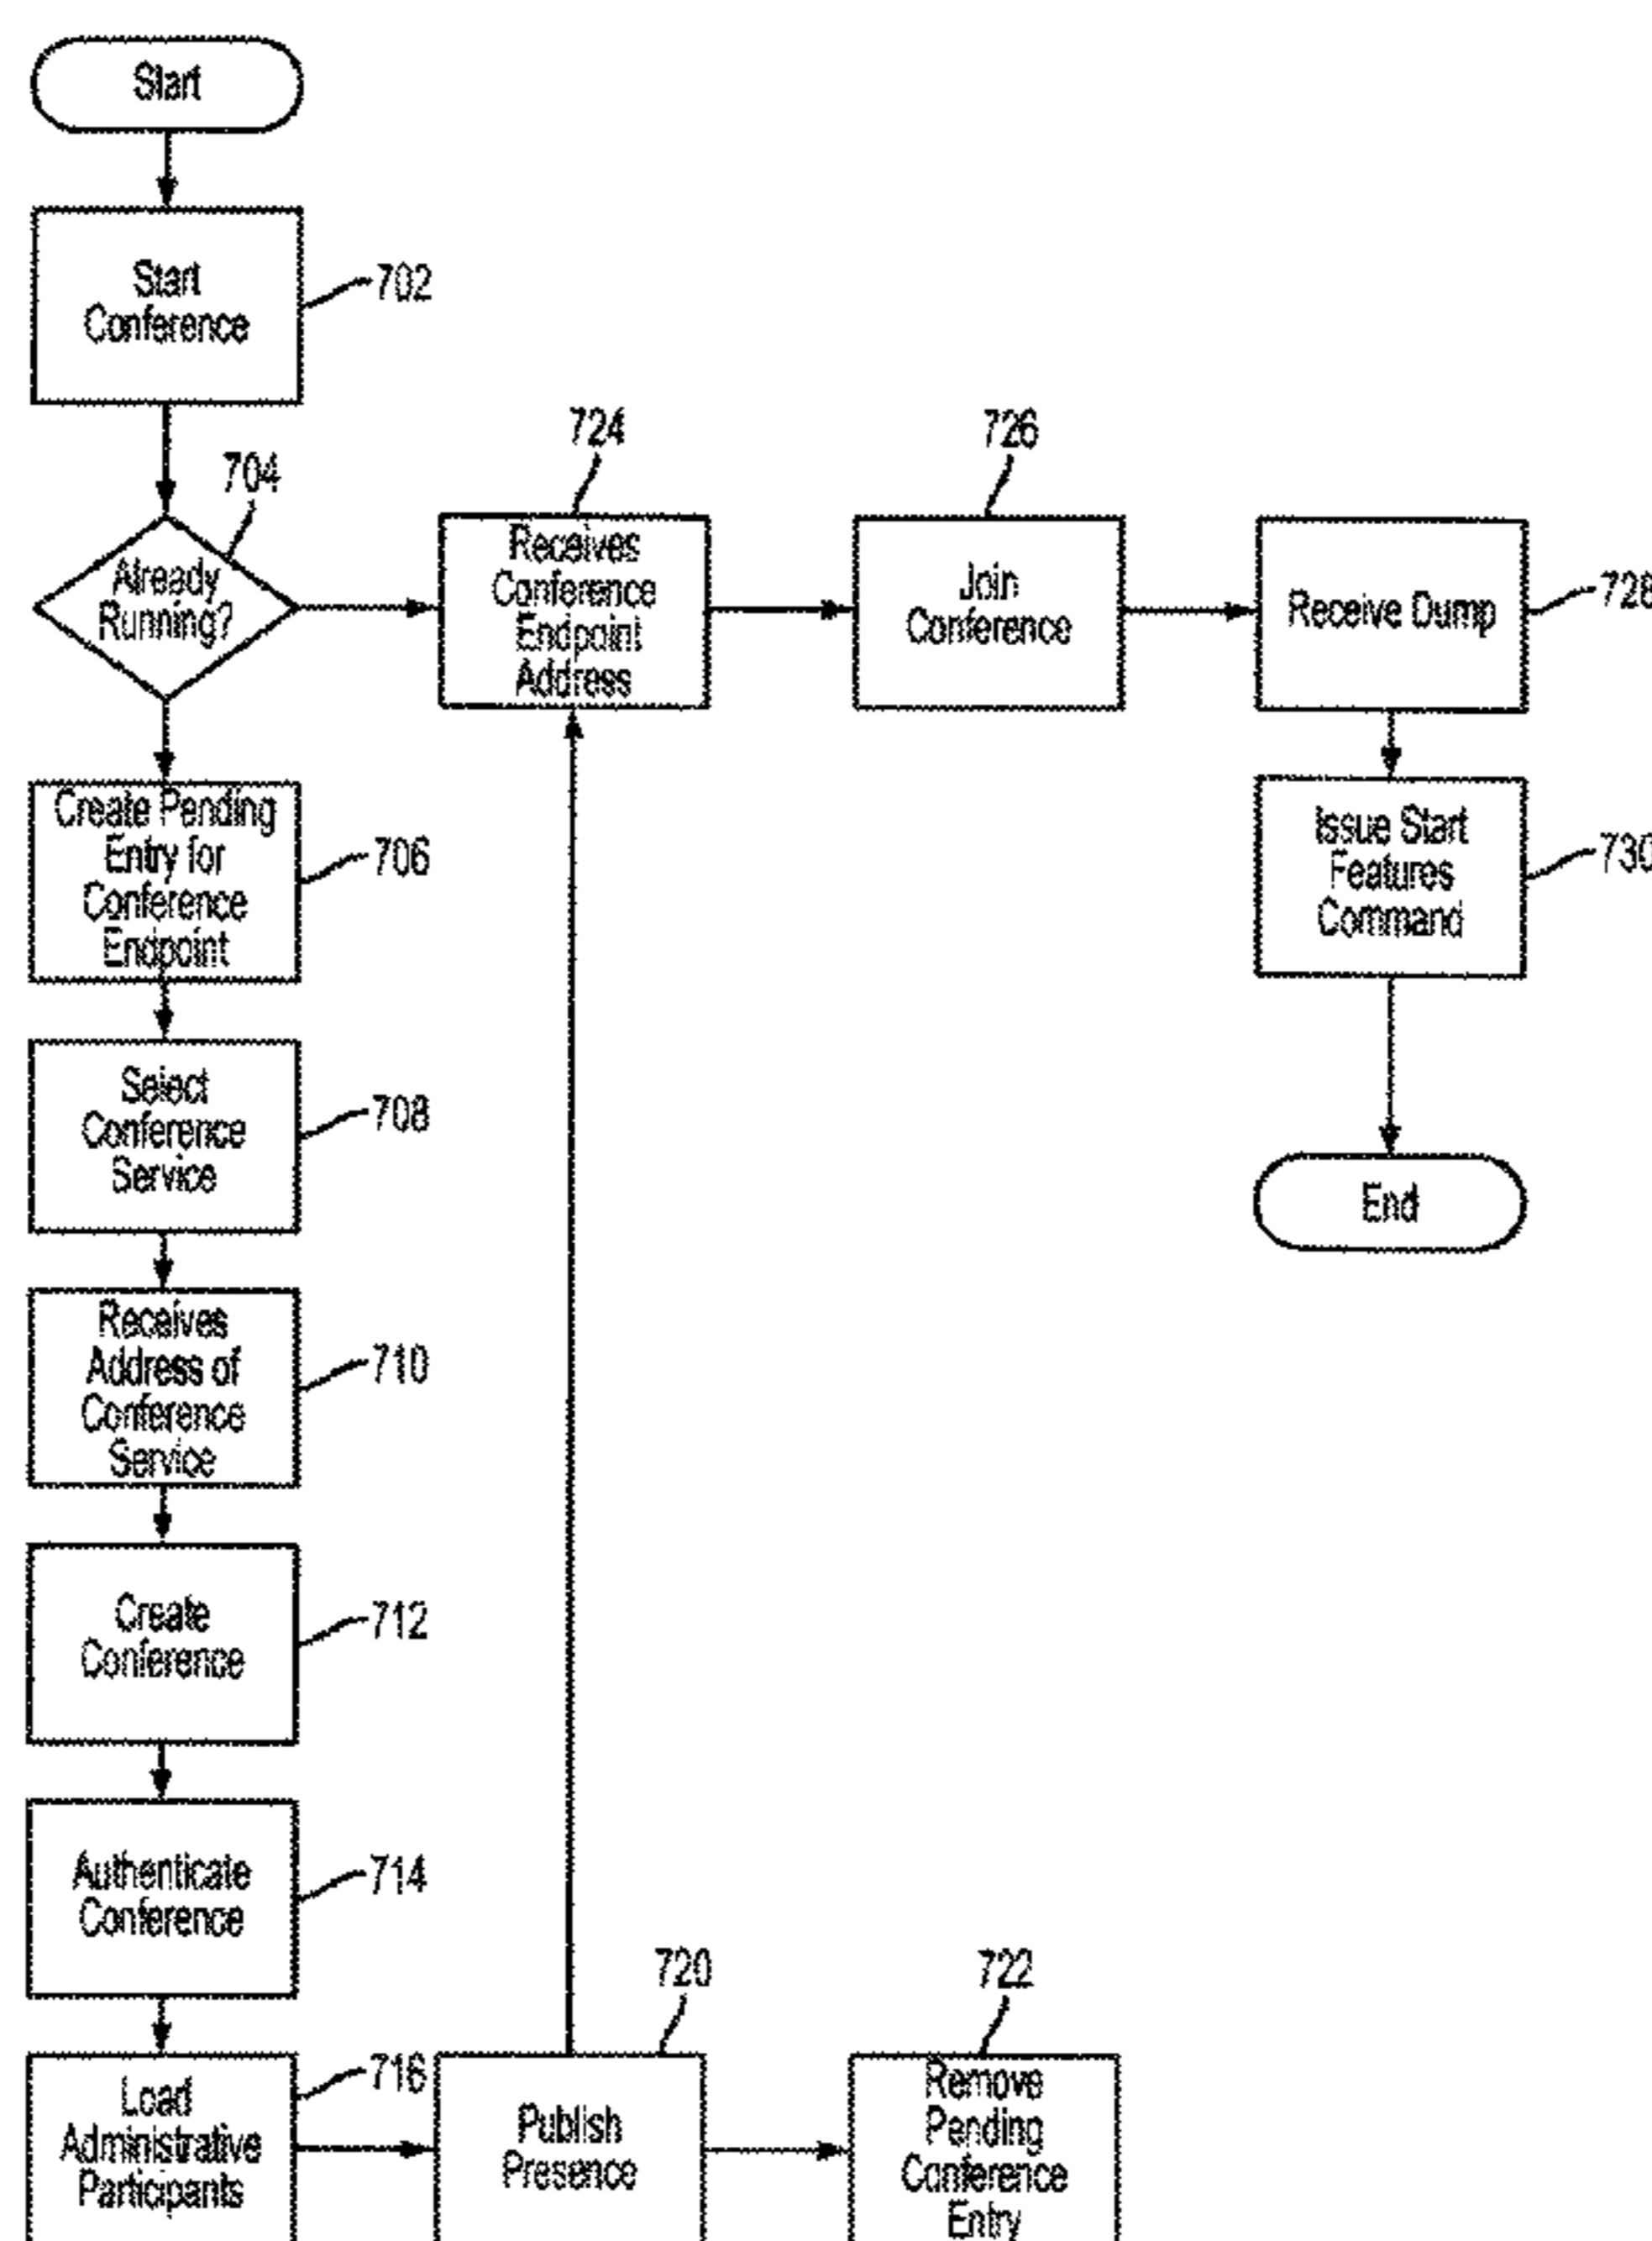 Start
Start
Conference
702
704
Already
Running?
724
Receives
Conference
Endpoint
Address
726
Join
Conference
Receive Dump
728
Create Pending
Entry for
Conference
Endpoint
706
Issue Start
Features
Command
730
Select
Conference
Service
708
End
Receives
Address of
Conference
Service
710
Create
Conference
712
Authenticate
Conference
714
Load
Administrative
Participants
716
720
Publish
Presence
722
Remove
Pending
Conference
Entry